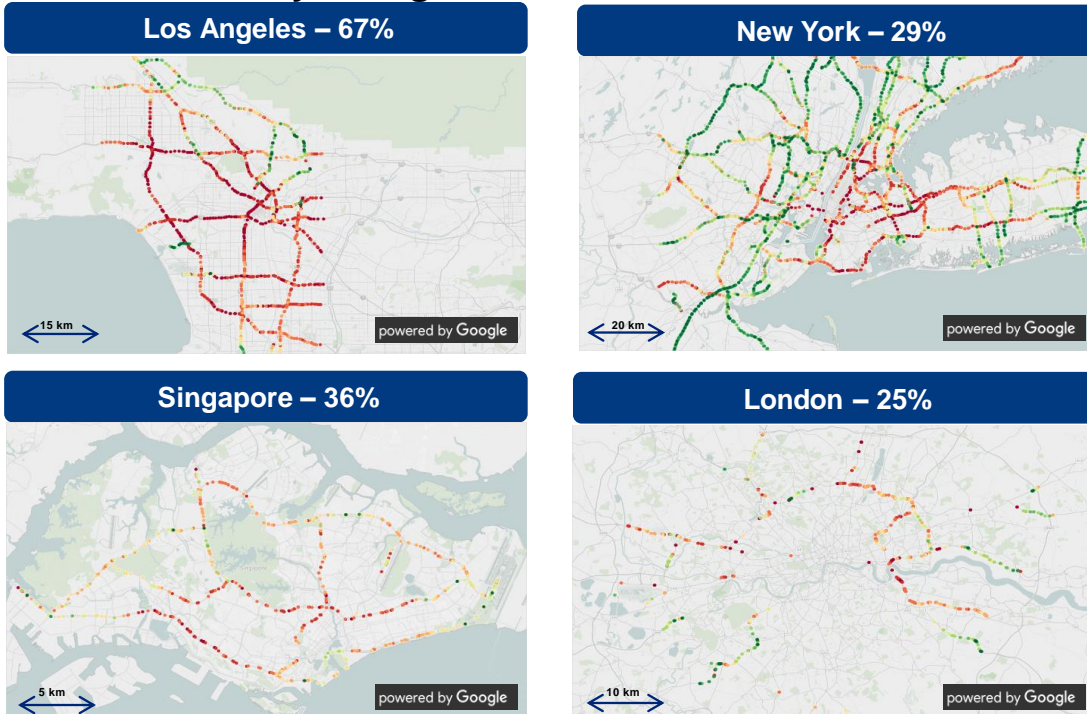 Los Angeles – 67%
New York – 29%
15 km
powered by Google
20 km
powered by Google
Singapore – 36%
London – 25%
5 km
powered by Google
10 km
powered by Google